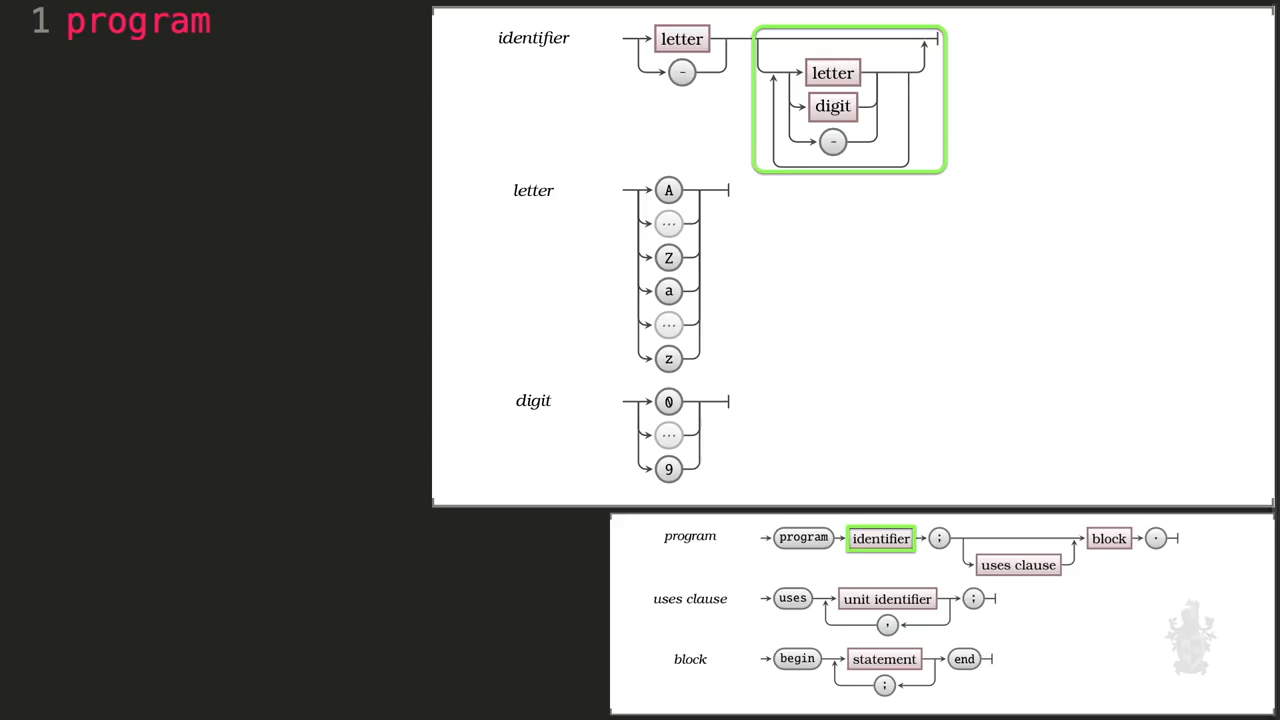 1 program
identifier letter
-
letter
digit
-
letter A
...
Z
a
...
z
digit 0
...
9
program program identifier ; block .
uses clause
uses clause uses unit identifier ;
,
block begin statement end
;